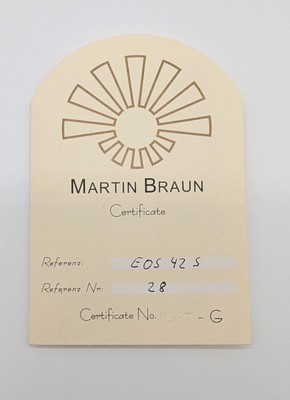 MARTIN BRAUN
Certificate
Referenz: EOS 42 S
Referenz Nr: 28
Certificate No. - G